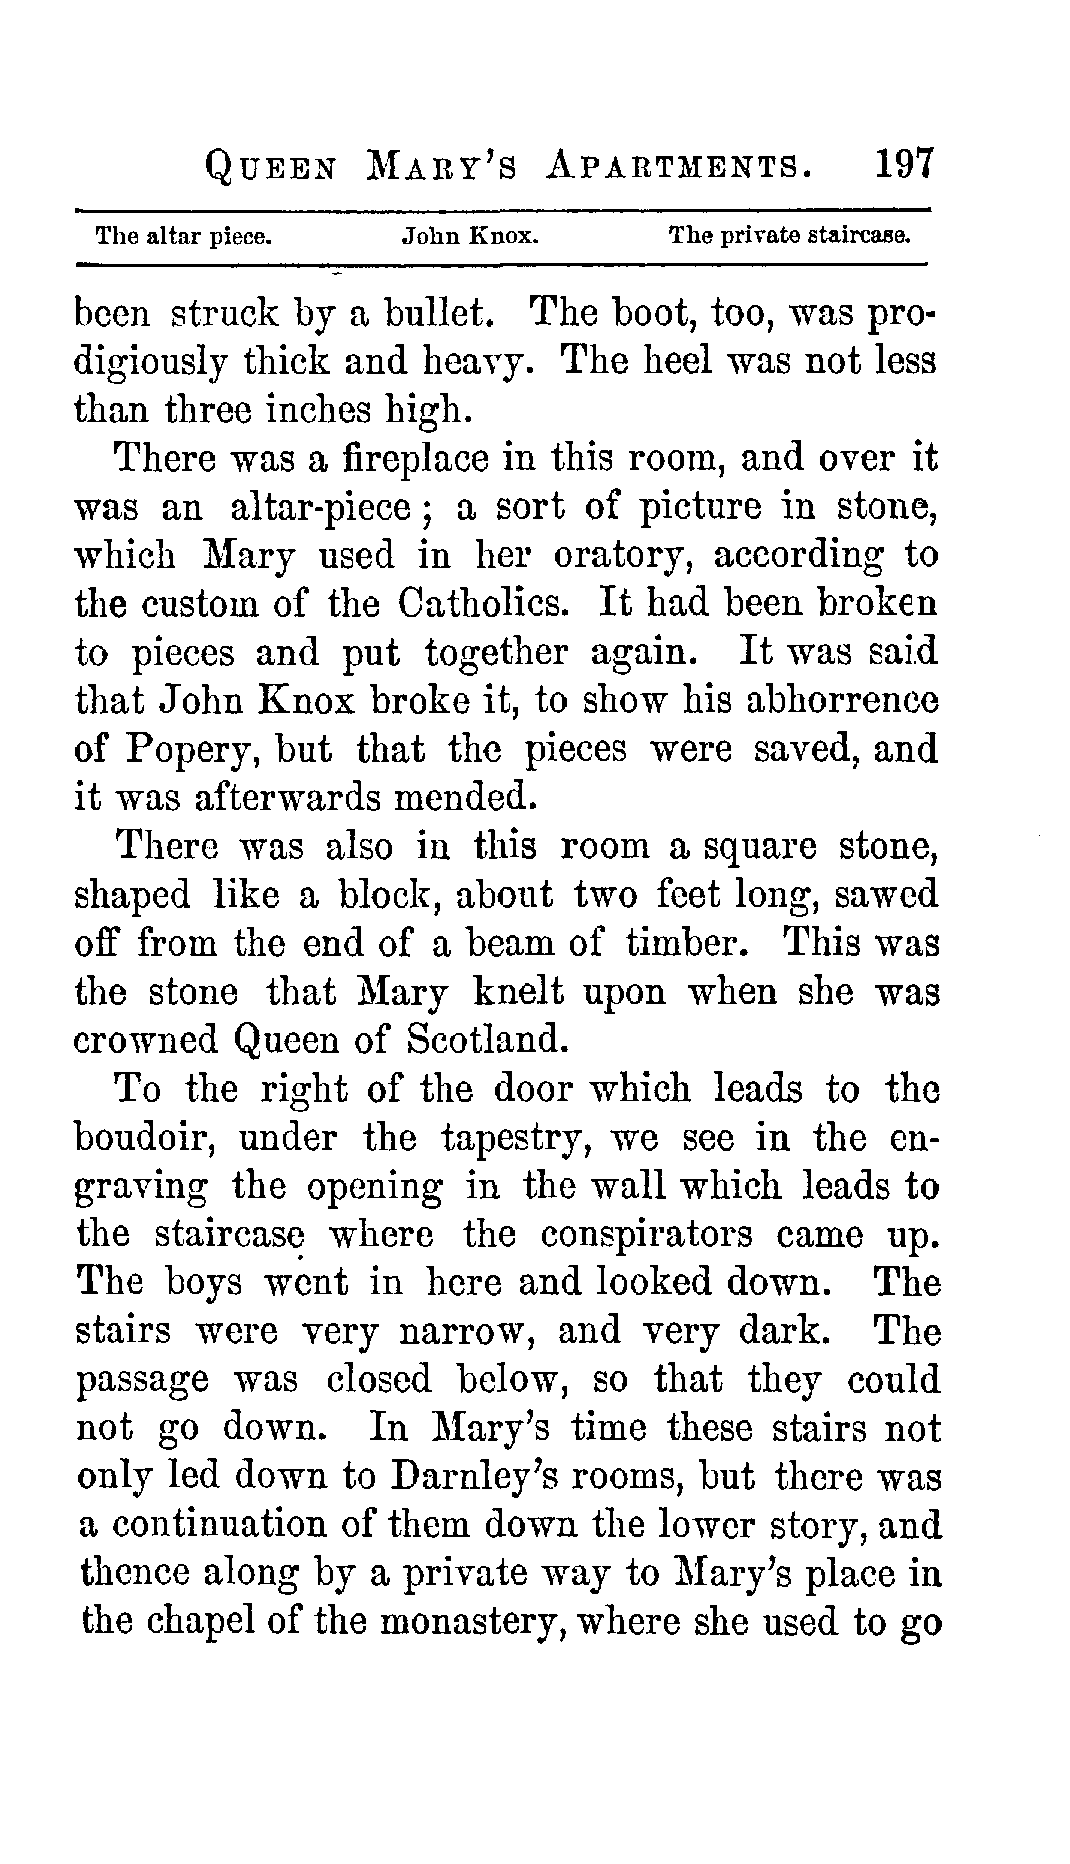 QUEEN MARY'S APARTMENTS. 197
The altar piece. John Knox. The private staircase.
been struck by a bullet. The boot, too, was pro-
digiously thick and heavy. The heel was not less
than three inches high.
There was a fireplace in this room, and over it
was an altar-piece; a sort of picture in stone,
which Mary used in her oratory, according to
the custom of the Catholics. It had been broken
to pieces and put together again. It was said
that John Knox broke it, to show his abhorrence
of Popery, but that the pieces were saved, and
it was afterwards mended.
There was also in this room a square stone,
shaped like a block, about two feet long, sawed
off from the end of a beam of timber. This was
the stone that Mary knelt upon when she was
crowned Queen of Scotland.
To the right of the door which leads to the
boudoir, under the tapestry, we see in the en-
graving the opening in the wall which leads to
the staircase where the conspirators came up.
The boys went in here and looked down. The
stairs were very narrow, and very dark. The
passage was closed below, so that they could
not go down. In Mary's time these stairs not
only led down to Darnley's rooms, but there was
a continuation of them down the lower story, and
thence along by a private way to Mary's place in
the chapel of the monastery, where she used to go